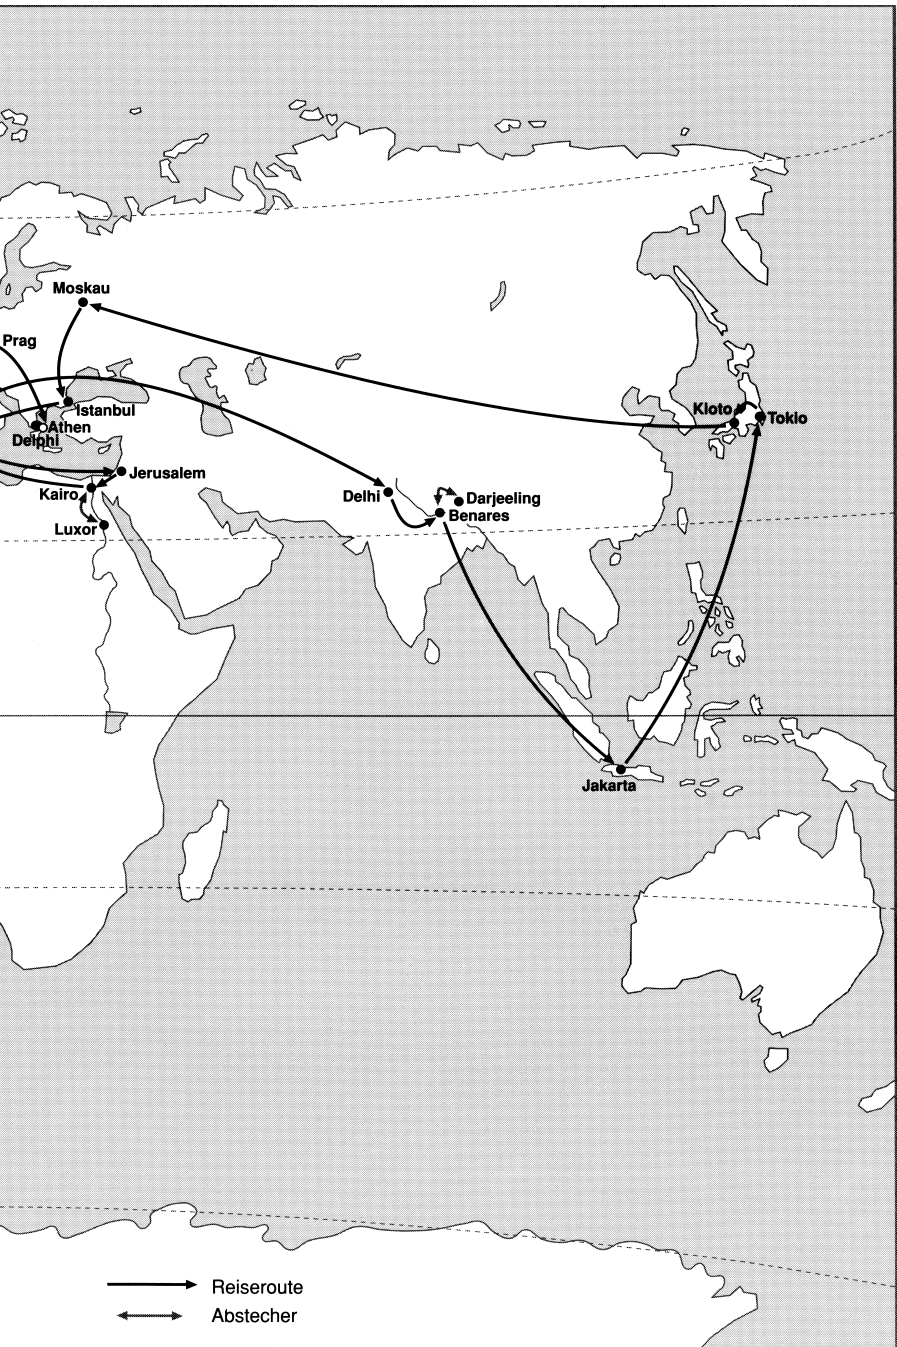 Moskau
Prag
Istanbul
Athen
Delphi
Kioto
Tokio
Jerusalem
Kairo
Luxor
Delhi
Darjeeling
Benares
Jakarta
Reiseroute
Abstecher